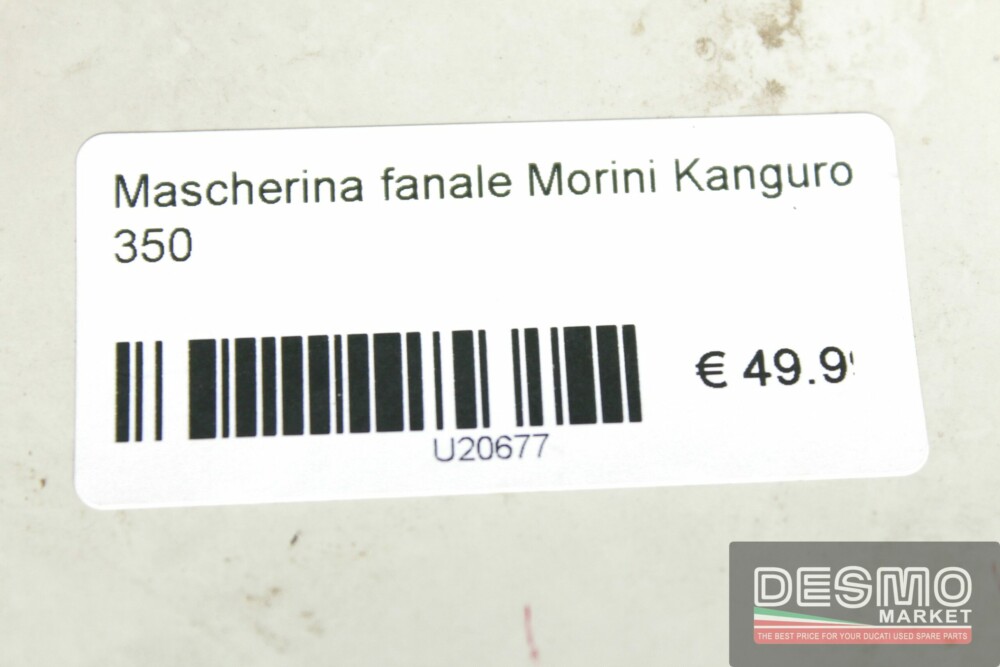 Mascherina fanale Morini Kanguro
350
€ 49.9
U20677
DESMO
MARKET
THE BEST PRICE FOR YOUR DUCATI USED SPARE PARTS